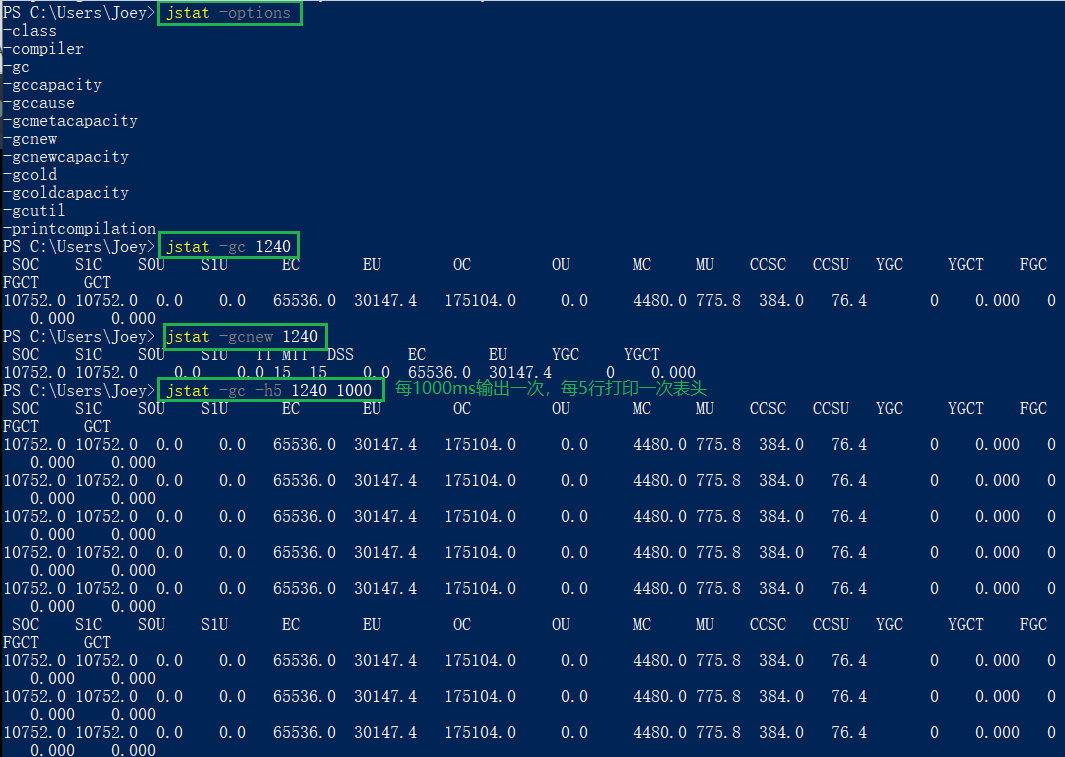 PS C:\Users\Joey> jstat -options
-class
-compiler
-gc
-gccapacity
-gccause
-gcmetacapacity
-gcnew
-gcnewcapacity
-gcold
-gcoldcapacity
-gcutil
-printcompilation
PS C:\Users\Joey> jstat -gc 1240
S0C S1C S0U S1U EC EU OC OU MC MU CCSC CCSU YGC YGCT FGC
FGCT GCT
10752.0 10752.0 0.0 0.0 65536.0 30147.4 175104.0 0.0 4480.0 775.8 384.0 76.4 0 0.000 0
0.000 0.000
PS C:\Users\Joey> jstat -gcnew 1240
S0C S1C S0U S1U TT MTT DSS EC EU YGC YGCT
10752.0 10752.0 0.0 0.0 15 15 0.0 65536.0 30147.4 0 0.000
PS C:\Users\Joey> jstat -gc -h5 1240 1000 每1000ms输出一次，每5行打印一次表头
S0C S1C S0U S1U EC EU OC OU MC MU CCSC CCSU YGC YGCT FGC
FGCT GCT
10752.0 10752.0 0.0 0.0 65536.0 30147.4 175104.0 0.0 4480.0 775.8 384.0 76.4 0 0.000 0
0.000 0.000
10752.0 10752.0 0.0 0.0 65536.0 30147.4 175104.0 0.0 4480.0 775.8 384.0 76.4 0 0.000 0
0.000 0.000
10752.0 10752.0 0.0 0.0 65536.0 30147.4 175104.0 0.0 4480.0 775.8 384.0 76.4 0 0.000 0
0.000 0.000
10752.0 10752.0 0.0 0.0 65536.0 30147.4 175104.0 0.0 4480.0 775.8 384.0 76.4 0 0.000 0
0.000 0.000
10752.0 10752.0 0.0 0.0 65536.0 30147.4 175104.0 0.0 4480.0 775.8 384.0 76.4 0 0.000 0
0.000 0.000
S0C S1C S0U S1U EC EU OC OU MC MU CCSC CCSU YGC YGCT FGC
FGCT GCT
10752.0 10752.0 0.0 0.0 65536.0 30147.4 175104.0 0.0 4480.0 775.8 384.0 76.4 0 0.000 0
0.000 0.000
10752.0 10752.0 0.0 0.0 65536.0 30147.4 175104.0 0.0 4480.0 775.8 384.0 76.4 0 0.000 0
0.000 0.000
10752.0 10752.0 0.0 0.0 65536.0 30147.4 175104.0 0.0 4480.0 775.8 384.0 76.4 0 0.000 0
0.000 0.000